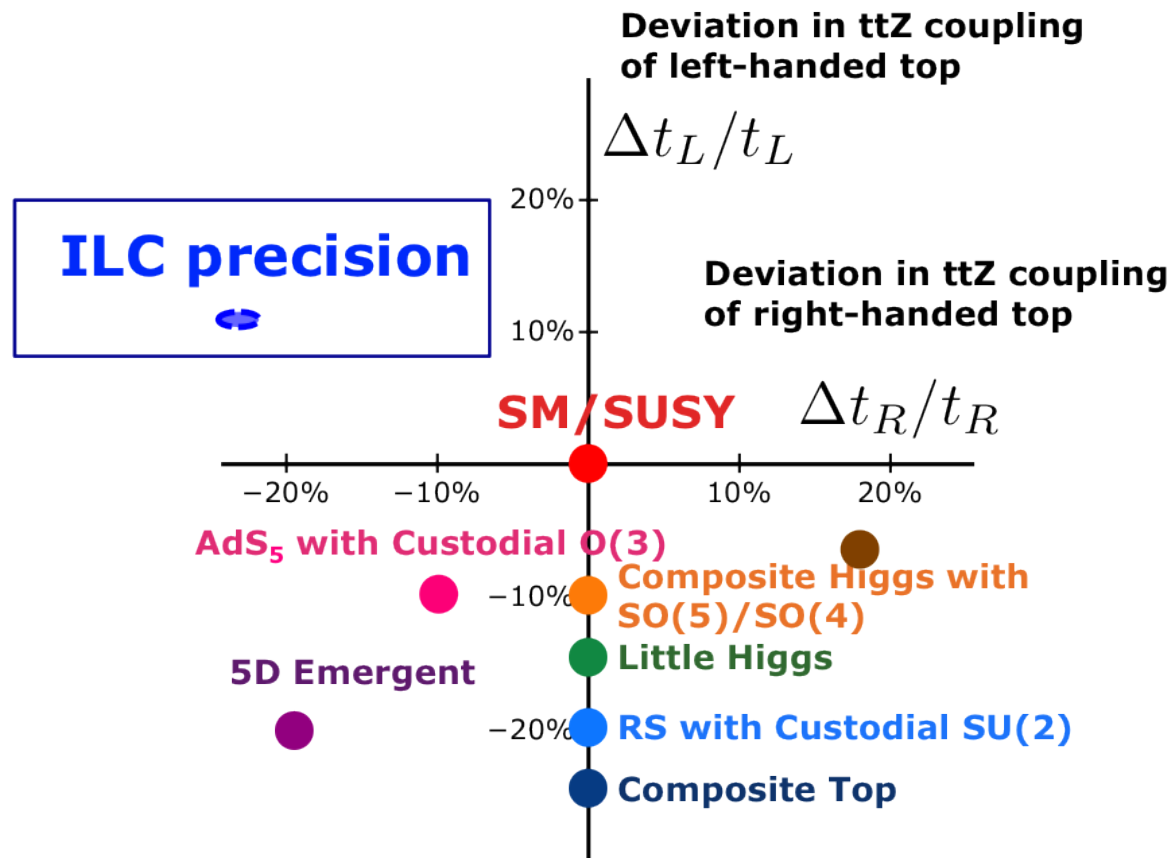 Deviation in ttZ coupling
of left-handed top
Δt_L/t_L
20%
ILC precision
Deviation in ttZ coupling
of right-handed top
10%
SM/SUSY
Δt_R/t_R
−20%
−10%
10%
20%
AdS₅ with Custodial O(3)
−10%
Composite Higgs with
SO(5)/SO(4)
5D Emergent
Little Higgs
−20%
RS with Custodial SU(2)
Composite Top